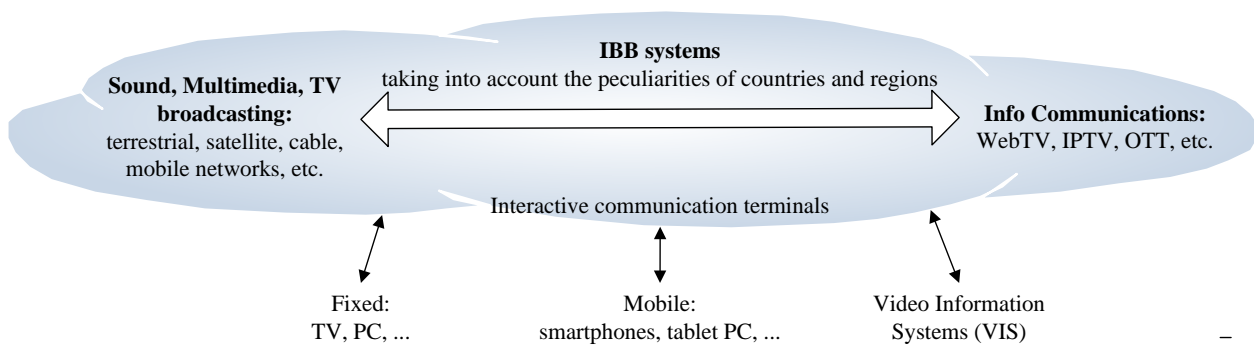 IBB systems
taking into account the peculiarities of countries and regions
Sound, Multimedia, TV
broadcasting:
terrestrial, satellite, cable,
mobile networks, etc.
Info Communications:
WebTV, IPTV, OTT, etc.
Interactive communication terminals
Fixed:
TV, PC, ...
Mobile:
smartphones, tablet PC, ...
Video Information
Systems (VIS)
–